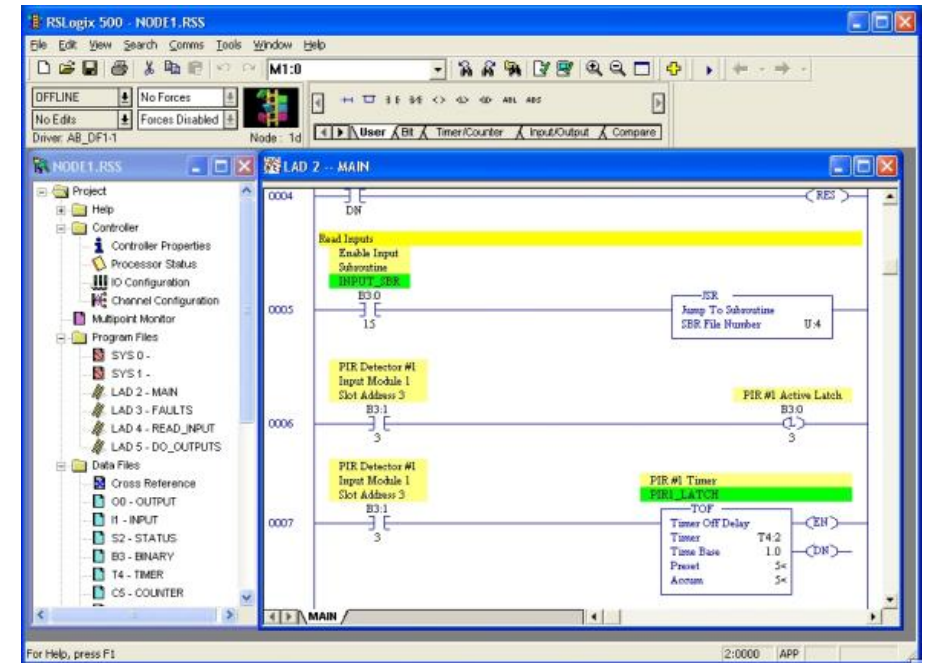 RSLogix 500 - NODE1.RSS
File Edit View Search Comms Tools Window Help
M1:0
OFFLINE No Forces
No Edits Forces Disabled
Driver: AB_DF1-1 Node: 1d
ABL ABS
User Bit Timer/Counter Input/Output Compare
NODE1.RSS
Project
Help
Controller
Controller Properties
Processor Status
IO Configuration
Channel Configuration
Multipoint Monitor
Program Files
SYS 0 -
SYS 1 -
LAD 2 - MAIN
LAD 3 - FAULTS
LAD 4 - READ_INPUT
LAD 5 - DO_OUTPUTS
Data Files
Cross Reference
O0 - OUTPUT
I1 - INPUT
S2 - STATUS
B3 - BINARY
T4 - TIMER
C5 - COUNTER
LAD 2 -- MAIN
0004
DN
RES
Read Inputs
Enable Input
Subroutine
INPUT_SBR
B3:0
0005
15
JSR
Jump To Subroutine
SBR File Number U:4
PIR Detector #1
Input Module 1
Slot Address 3
B3:1
0006
3
PIR #1 Active Latch
B3:0
L
3
PIR Detector #1
Input Module 1
Slot Address 3
B3:1
0007
3
PIR #1 Timer
PIR1_LATCH
TOF
Timer Off Delay
Timer T4:2
Time Base 1.0
Preset 5<
Accum 5<
EN
DN
MAIN
For Help, press F1
2:0000 APP